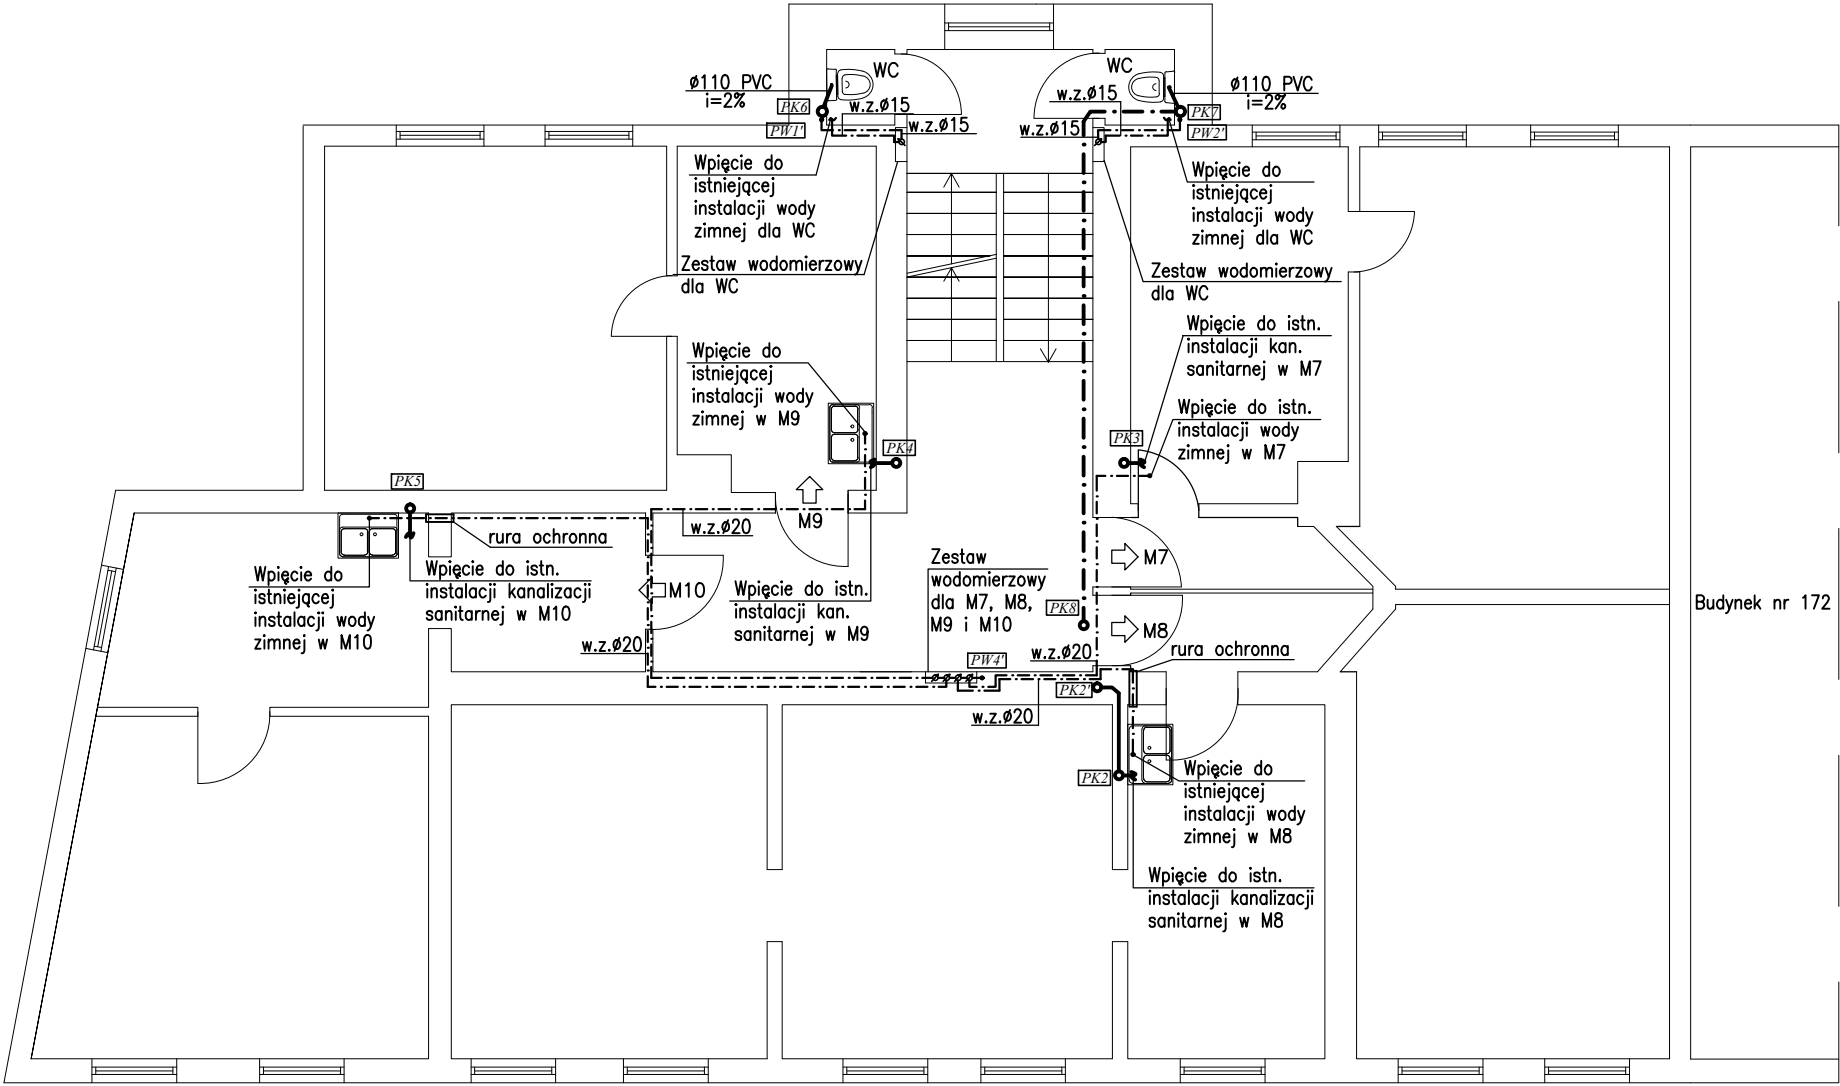 WC
WC
ø110 PVC
i=2%
PK6
w.z.ø15
w.z.ø15
PW1'
w.z.ø15
w.z.ø15
ø110 PVC
i=2%
PK7
PW2'
Wpięcie do
istniejącej
instalacji wody
zimnej dla WC
Zestaw wodomierzowy
dla WC
Wpięcie do
istniejącej
instalacji wody
zimnej dla WC
Zestaw wodomierzowy
dla WC
Wpięcie do istn.
instalacji kan.
sanitarnej w M7
Wpięcie do istn.
instalacji wody
zimnej w M7
Wpięcie do
istniejącej
instalacji wody
zimnej w M9
PK4
PK3
PK5
M9
w.z.ø20
rura ochronna
Wpięcie do
istniejącej
instalacji wody
zimnej w M10
Wpięcie do istn.
instalacji kanalizacji
sanitarnej w M10
M10
Wpięcie do istn.
instalacji kan.
sanitarnej w M9
Zestaw
wodomierzowy
dla M7, M8,
M9 i M10
M7
PK8
M8
Budynek nr 172
w.z.ø20
PW4'
w.z.ø20
rura ochronna
PK2'
w.z.ø20
PK2
Wpięcie do
istniejącej
instalacji wody
zimnej w M8
Wpięcie do istn.
instalacji kanalizacji
sanitarnej w M8